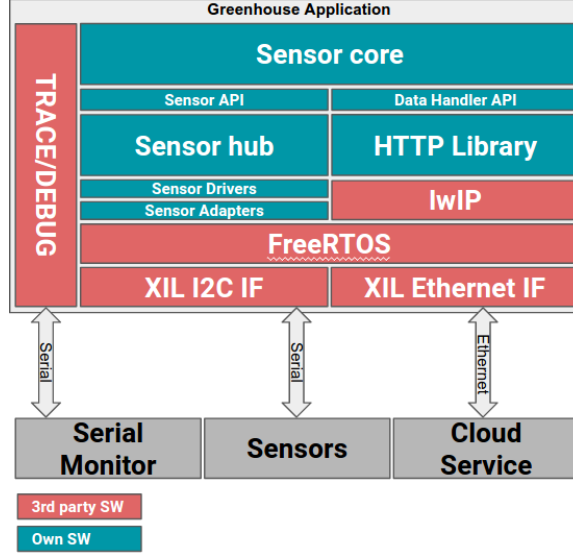 Greenhouse Application
TRACE/DEBUG
Sensor core
Sensor API
Data Handler API
Sensor hub
HTTP Library
Sensor Drivers
Sensor Adapters
lwIP
FreeRTOS
XIL I2C IF
XIL Ethernet IF
Serial
Serial
Ethernet
Serial
Monitor
Sensors
Cloud
Service
3rd party SW
Own SW